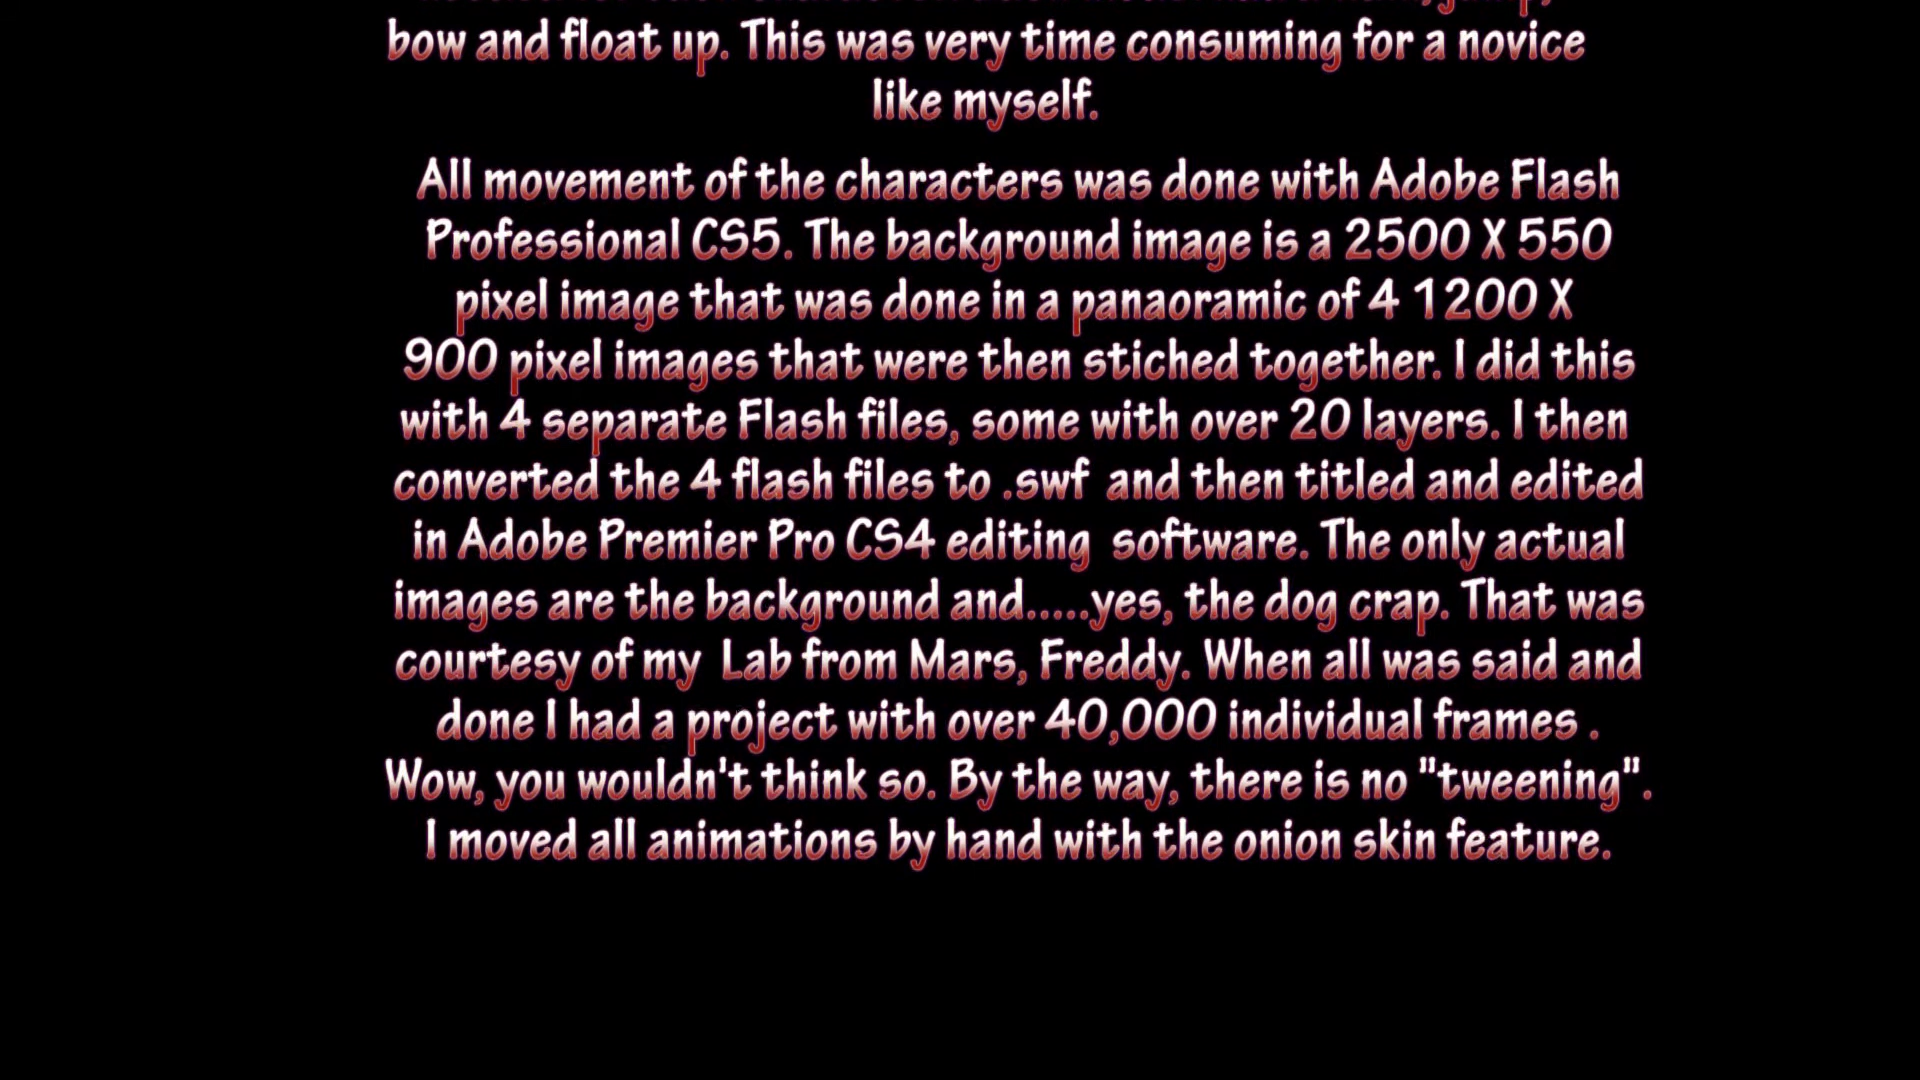 bow and float up. This was very time consuming for a novice
like myself.
All movement of the characters was done with Adobe Flash
Professional CS5. The background image is a 2500 X 550
pixel image that was done in a panaoramic of 4 1200 X
900 pixel images that were then stiched together. I did this
with 4 separate Flash files, some with over 20 layers. I then
converted the 4 flash files to .swf  and then titled and edited
in Adobe Premier Pro CS4 editing  software. The only actual
images are the background and.....yes, the dog crap. That was
courtesy of my  Lab from Mars, Freddy. When all was said and
done I had a project with over 40,000 individual frames .
Wow, you wouldn't think so. By the way, there is no "tweening".
I moved all animations by hand with the onion skin feature.